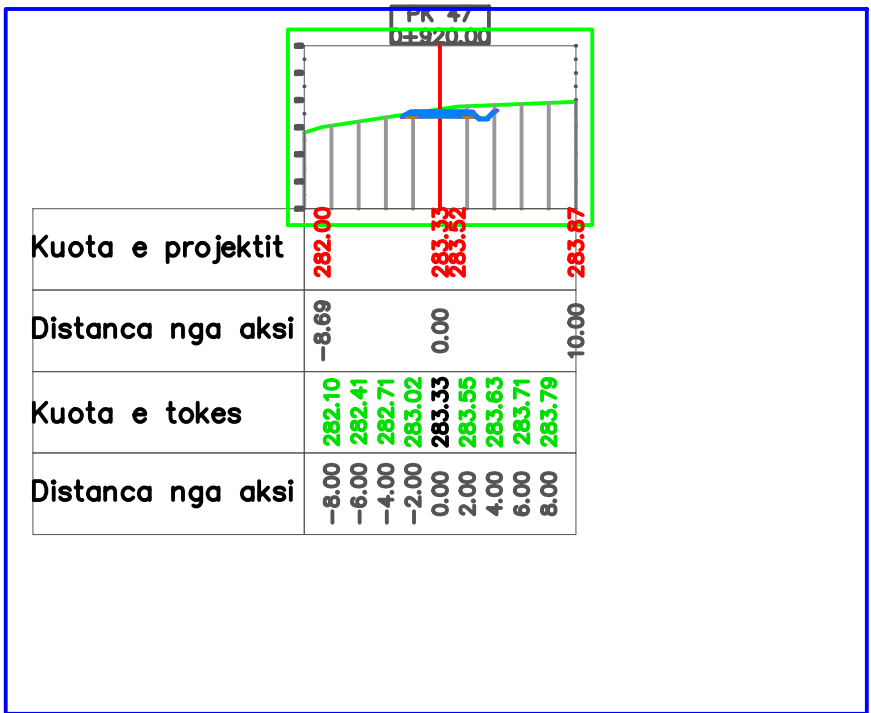 PK 47
0+920.00
Kuota e projektit 282.00 283.33 283.52 283.87
Distanca nga aksi -8.69 0.00 10.00
Kuota e tokes 282.10 282.41 282.71 283.02 283.33 283.55 283.63 283.71 283.79
Distanca nga aksi -8.00 -6.00 -4.00 -2.00 0.00 2.00 4.00 6.00 8.00